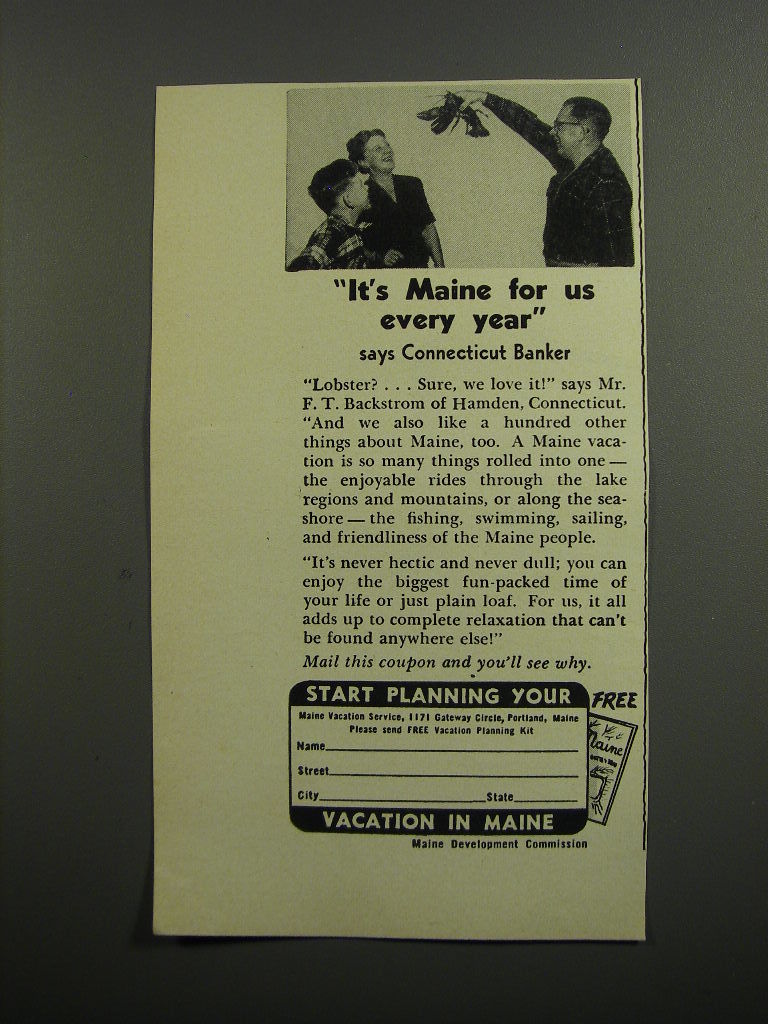 "It's Maine for us
every year"
says Connecticut Banker
"Lobster? . . . Sure, we love it!" says Mr.
F. T. Backstrom of Hamden, Connecticut.
"And we also like a hundred other
things about Maine, too. A Maine vaca-
tion is so many things rolled into one —
the enjoyable rides through the lake
regions and mountains, or along the sea-
shore — the fishing, swimming, sailing,
and friendliness of the Maine people.
"It's never hectic and never dull; you can
enjoy the biggest fun-packed time of
your life or just plain loaf. For us, it all
adds up to complete relaxation that can't
be found anywhere else!"
Mail this coupon and you'll see why.
START PLANNING YOUR
FREE
Maine Vacation Service, 1171 Gateway Circle, Portland, Maine
Please send FREE Vacation Planning Kit
Name
Street
City State
Maine
VACATION IN MAINE
Maine Development Commission